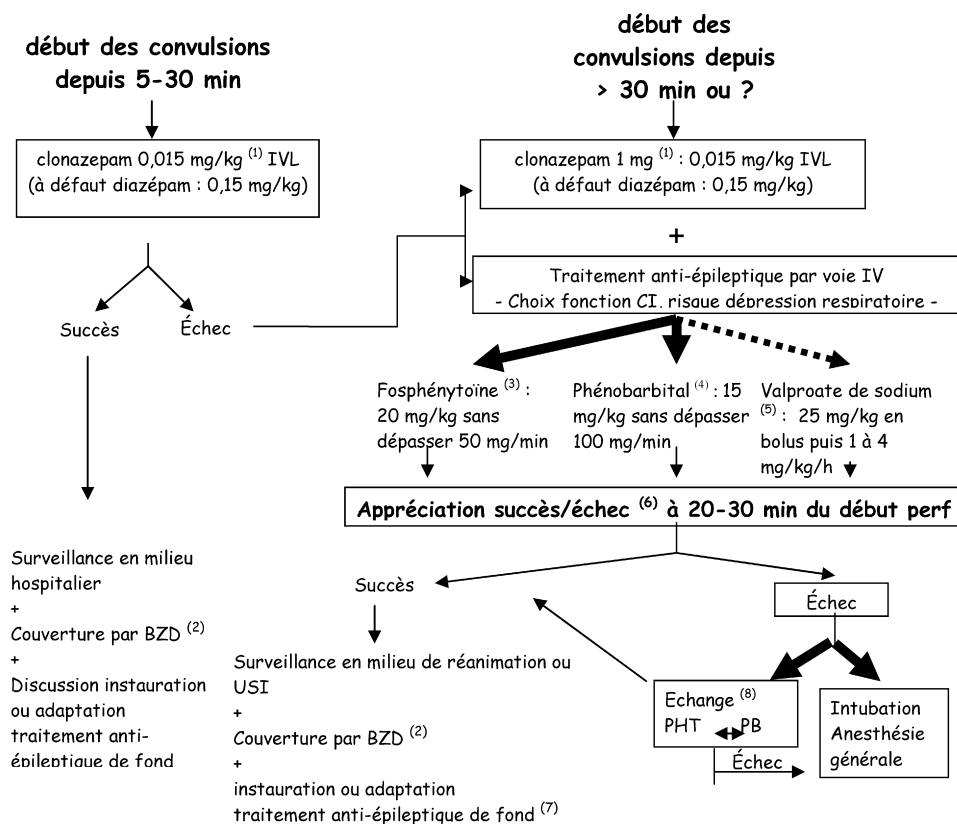 début des convulsions
depuis 5-30 min
début des
convulsions depuis
> 30 min ou ?
clonazepam 0,015 mg/kg (1) IVL
(à défaut diazépam : 0,15 mg/kg)
clonazepam 1 mg (1) : 0,015 mg/kg IVL
(à défaut diazépam : 0,15 mg/kg)
+
Traitement anti-épileptique par voie IV
- Choix fonction CI, risque dépression respiratoire -
Succès
Échec
Fosphénytoïne (3) :
20 mg/kg sans
dépasser 50 mg/min
Phénobarbital (4) : 15
mg/kg sans dépasser
100 mg/min
Valproate de sodium
(5) : 25 mg/kg en
bolus puis 1 à 4
mg/kg/h
Appréciation succès/échec (6) à 20-30 min du début perf
Surveillance en milieu
hospitalier
+
Couverture par BZD (2)
+
Discussion instauration
ou adaptation
traitement anti-
épileptique de fond
Succès
Surveillance en milieu de réanimation ou
USI
+
Couverture par BZD (2)
+
instauration ou adaptation
traitement anti-épileptique de fond (7)
Échec
Echange (8)
PHT PB
Échec
Intubation
Anesthésie
générale